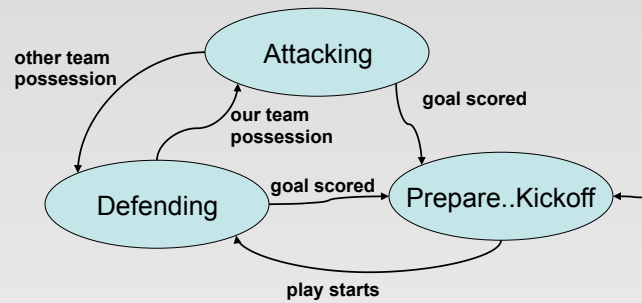 Attacking
other team
possession
goal scored
our team
possession
goal scored
Defending
Prepare..Kickoff
play starts